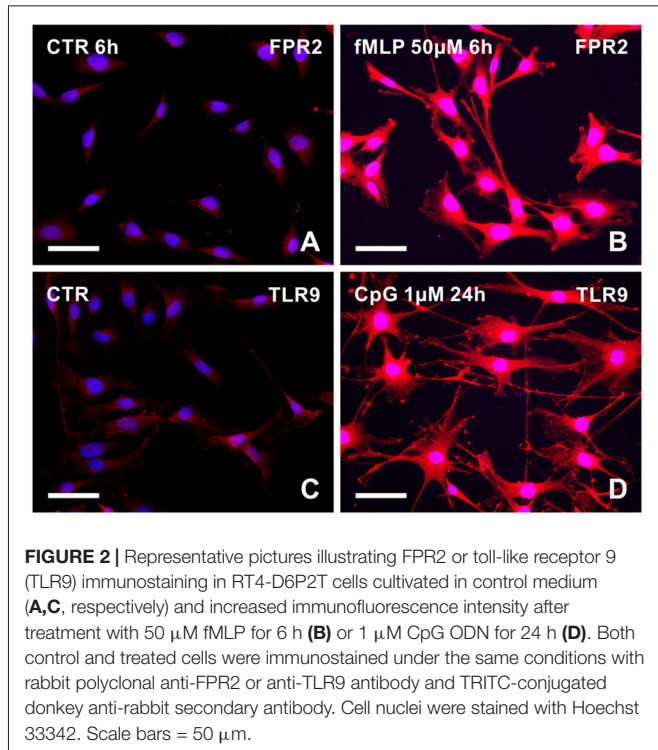 CTR 6h FPR2
A
fMLP 50µM 6h FPR2
B
CTR TLR9
C
CpG 1µM 24h TLR9
D
FIGURE 2 | Representative pictures illustrating FPR2 or toll-like receptor 9
(TLR9) immunostaining in RT4-D6P2T cells cultivated in control medium
(A,C, respectively) and increased immunofluorescence intensity after
treatment with 50 µM fMLP for 6 h (B) or 1 µM CpG ODN for 24 h (D). Both
control and treated cells were immunostained under the same conditions with
rabbit polyclonal anti-FPR2 or anti-TLR9 antibody and TRITC-conjugated
donkey anti-rabbit secondary antibody. Cell nuclei were stained with Hoechst
33342. Scale bars = 50 µm.